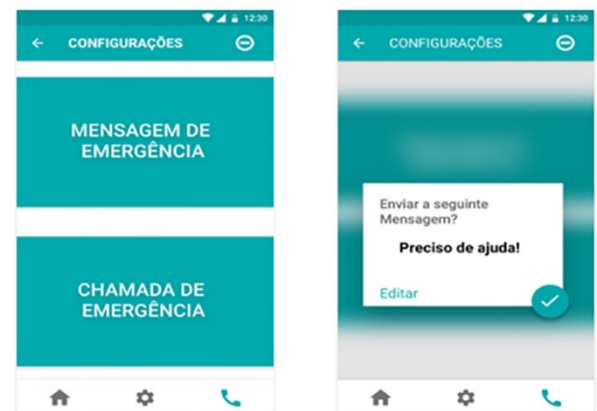 12:30
CONFIGURAÇÕES
MENSAGEM DE
EMERGÊNCIA
CHAMADA DE
EMERGÊNCIA
12:30
CONFIGURAÇÕES
Enviar a seguinte
Mensagem?
Preciso de ajuda!
Editar